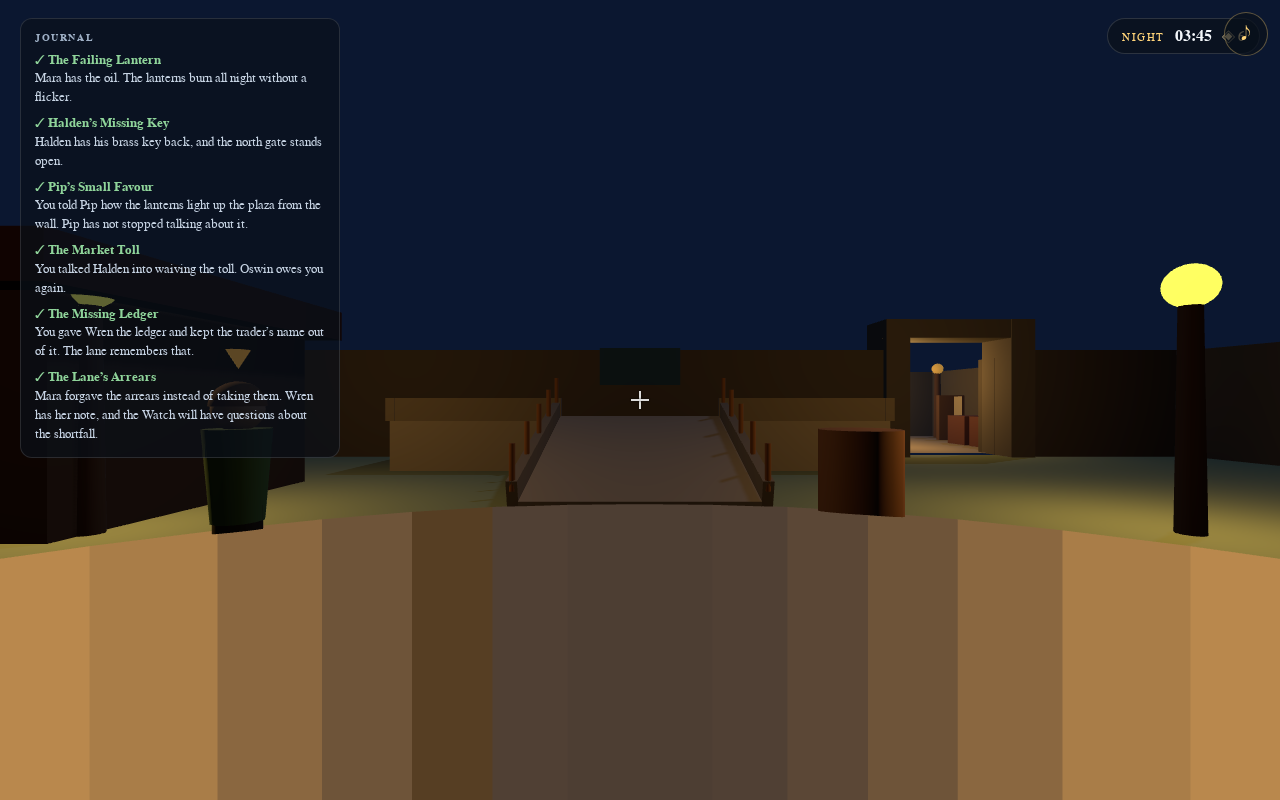 JOURNAL
✓ The Failing Lantern
Mara has the oil. The lanterns burn all night without a
flicker.
✓ Halden’s Missing Key
Halden has his brass key back, and the north gate stands
open.
✓ Pip’s Small Favour
You told Pip how the lanterns light up the plaza from the
wall. Pip has not stopped talking about it.
✓ The Market Toll
You talked Halden into waiving the toll. Oswin owes you
again.
✓ The Missing Ledger
You gave Wren the ledger and kept the trader’s name out
of it. The lane remembers that.
✓ The Lane’s Arrears
Mara forgave the arrears instead of taking them. Wren
has her note, and the Watch will have questions about
the shortfall.
NIGHT 03:45